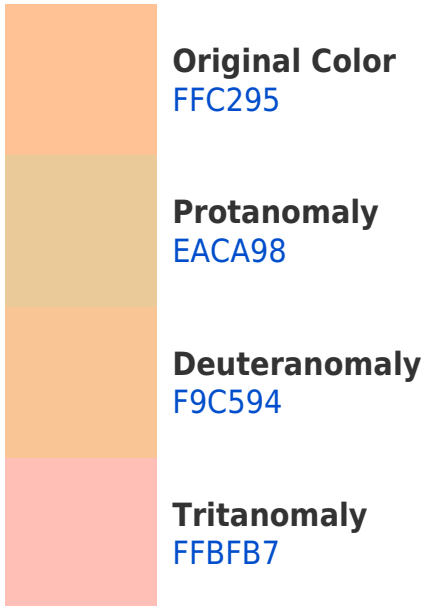 Original Color
FFC295
Protanomaly
EACA98
Deuteranomaly
F9C594
Tritanomaly
FFBFB7